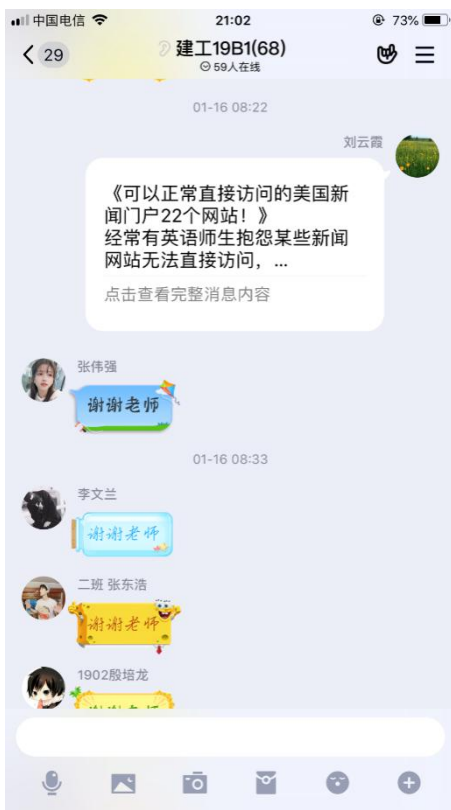 中国电信
21:02
73%
29
建工19B1(68)
59人在线
01-16 08:22
刘云霞
《可以正常直接访问的美国新
闻门户22个网站！》
经常有英语师生抱怨某些新闻
网站无法直接访问，...
点击查看完整消息内容
张伟强
谢谢老师
01-16 08:33
李文兰
谢谢老师
二班 张东浩
谢谢老师
1902殷培龙